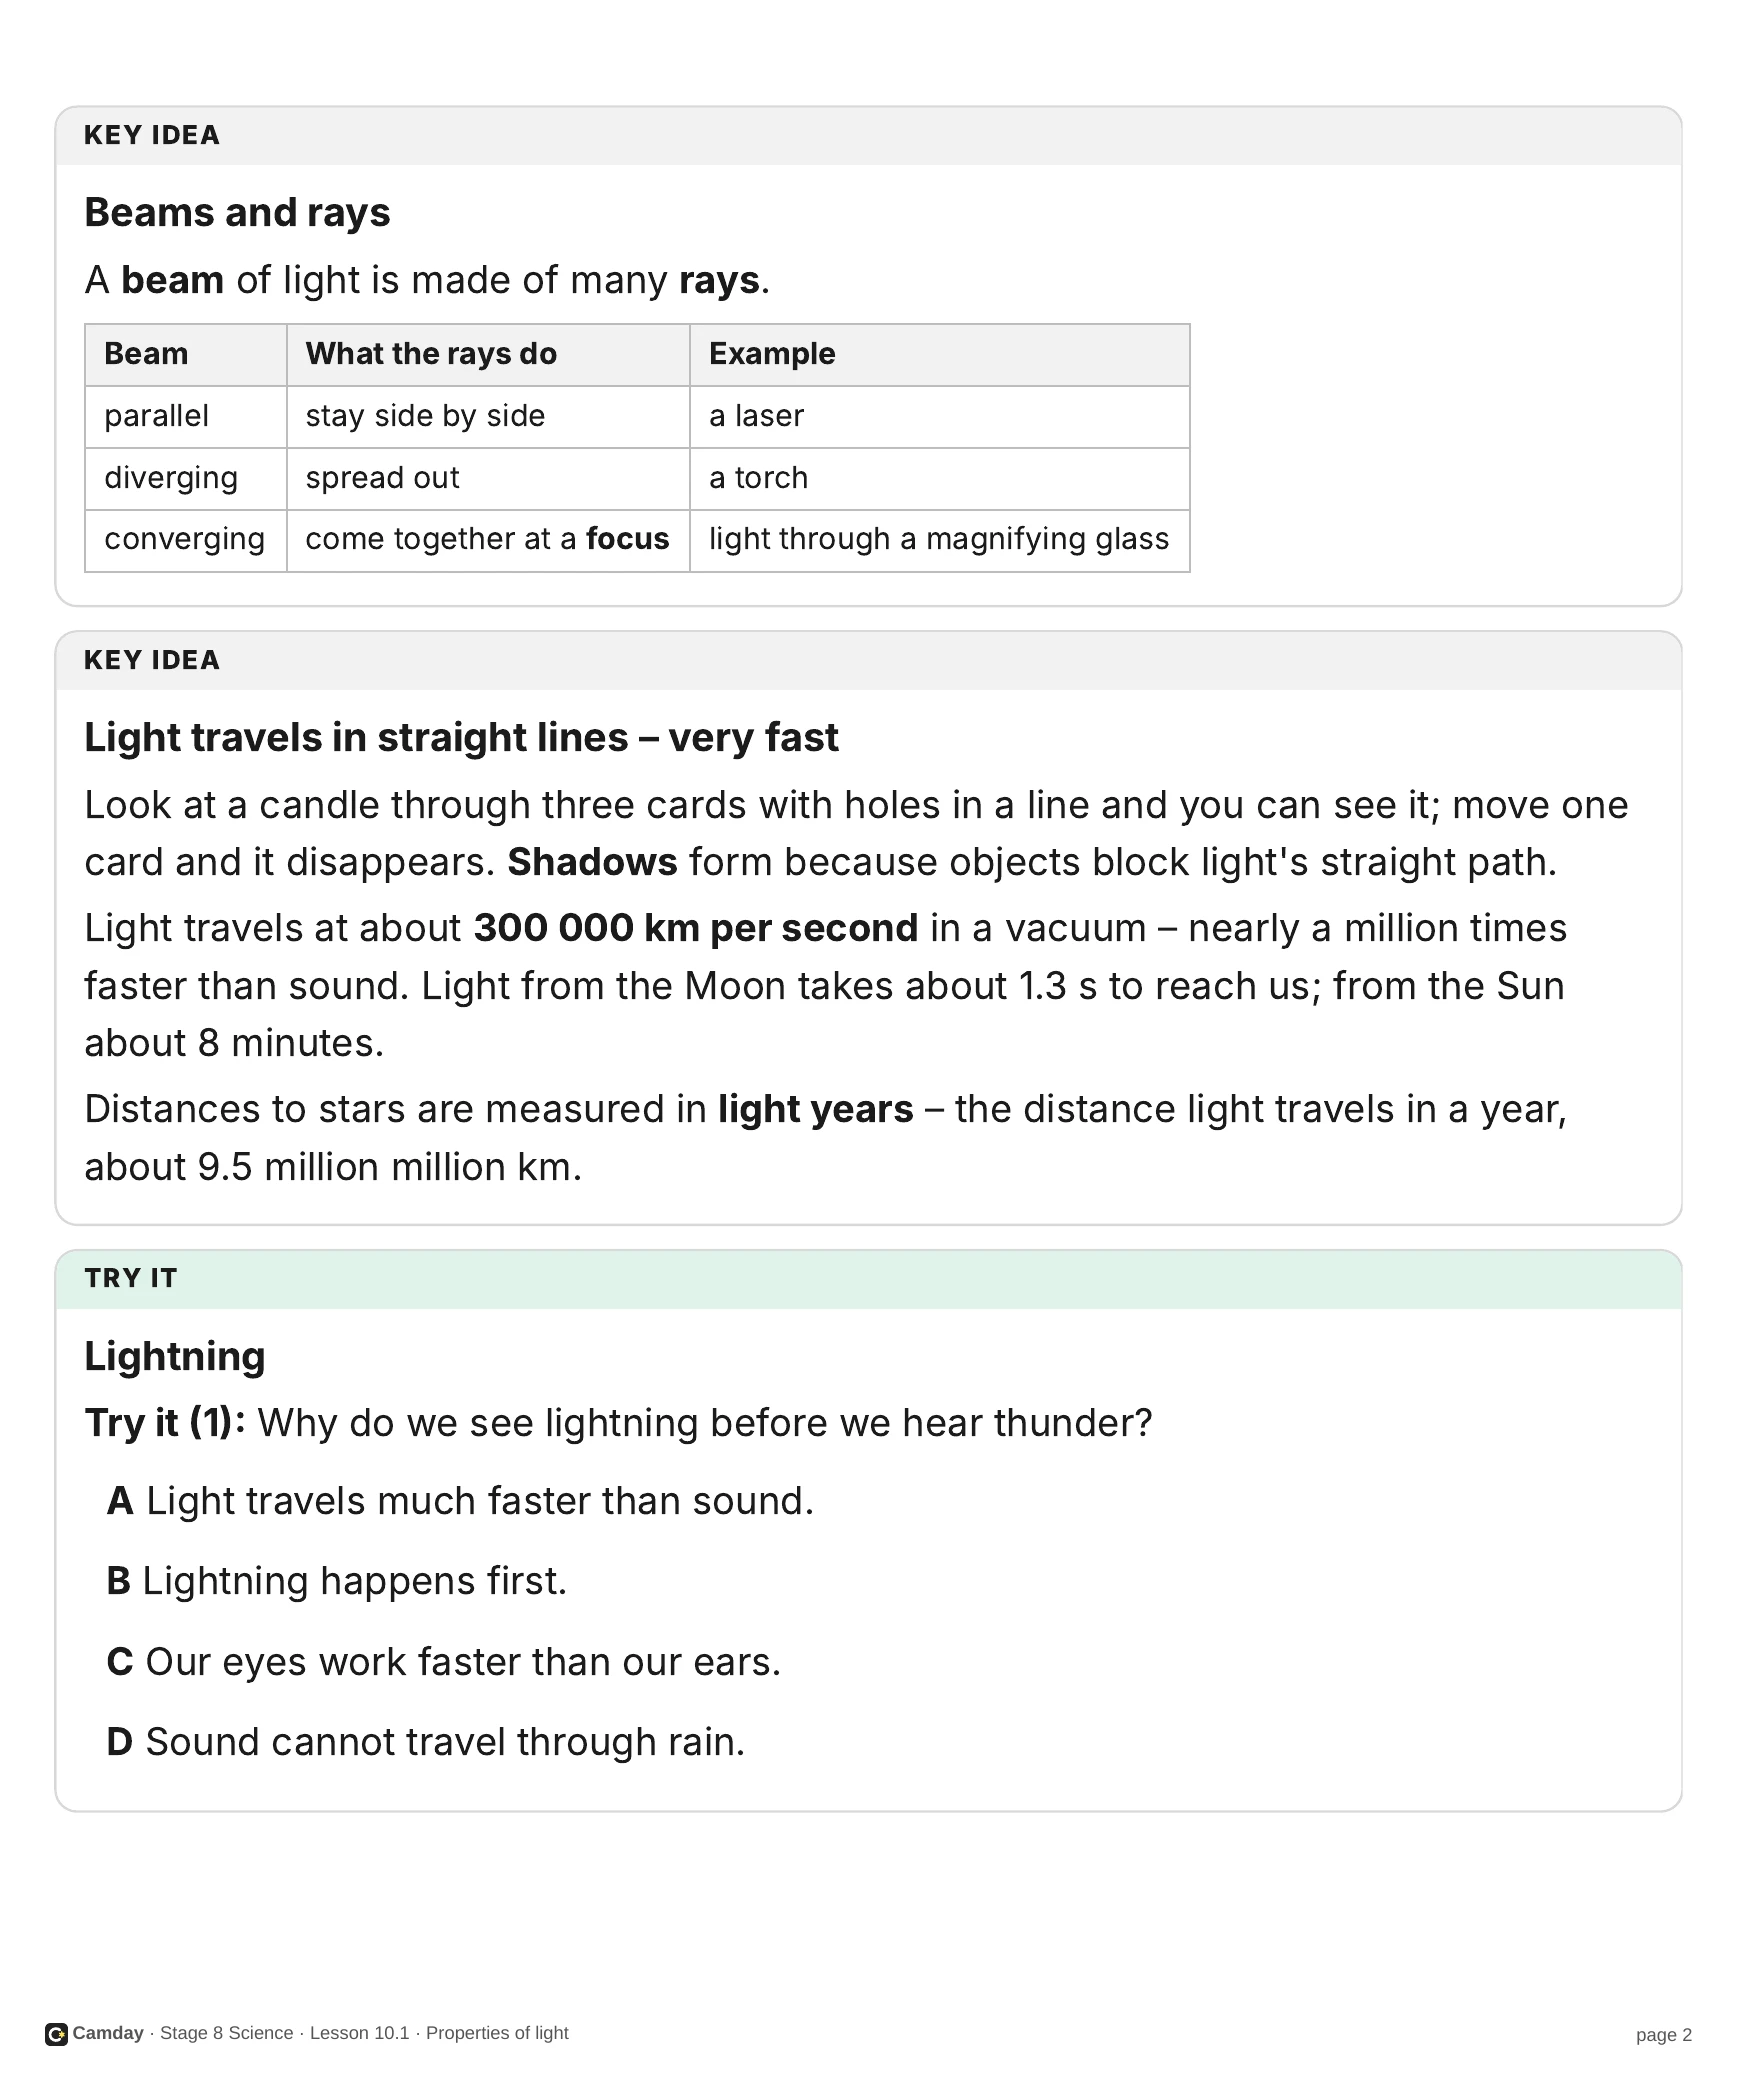 KEY IDEA
Beams and rays
A beam of light is made of many rays.
Beam What the rays do Example
parallel stay side by side a laser
diverging spread out a torch
converging come together at a focus light through a magnifying glass
KEY IDEA
Light travels in straight lines – very fast
Look at a candle through three cards with holes in a line and you can see it; move one
card and it disappears. Shadows form because objects block light's straight path.
Light travels at about 300 000 km per second in a vacuum – nearly a million times
faster than sound. Light from the Moon takes about 1.3 s to reach us; from the Sun
about 8 minutes.
Distances to stars are measured in light years – the distance light travels in a year,
about 9.5 million million km.
TRY IT
Lightning
Try it (1): Why do we see lightning before we hear thunder?
A Light travels much faster than sound.
B Lightning happens first.
C Our eyes work faster than our ears.
D Sound cannot travel through rain.
Camday · Stage 8 Science · Lesson 10.1 · Properties of light
page 2